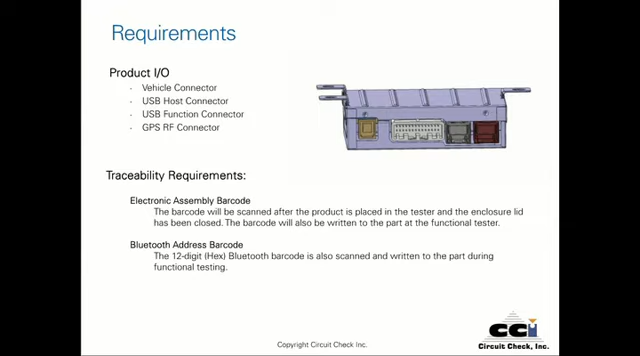 Requirements
Product I/O
- Vehicle Connector
- USB Host Connector
- USB Function Connector
- GPS RF Connector
Traceability Requirements:
Electronic Assembly Barcode
The barcode will be scanned after the product is placed in the tester and the enclosure lid
has been closed. The barcode will also be written to the part at the functional tester.
Bluetooth Address Barcode
The 12-digit (Hex) Bluetooth barcode is also scanned and written to the part during
functional testing.
cci
Circuit Check, Inc.
Copyright Circuit Check Inc.